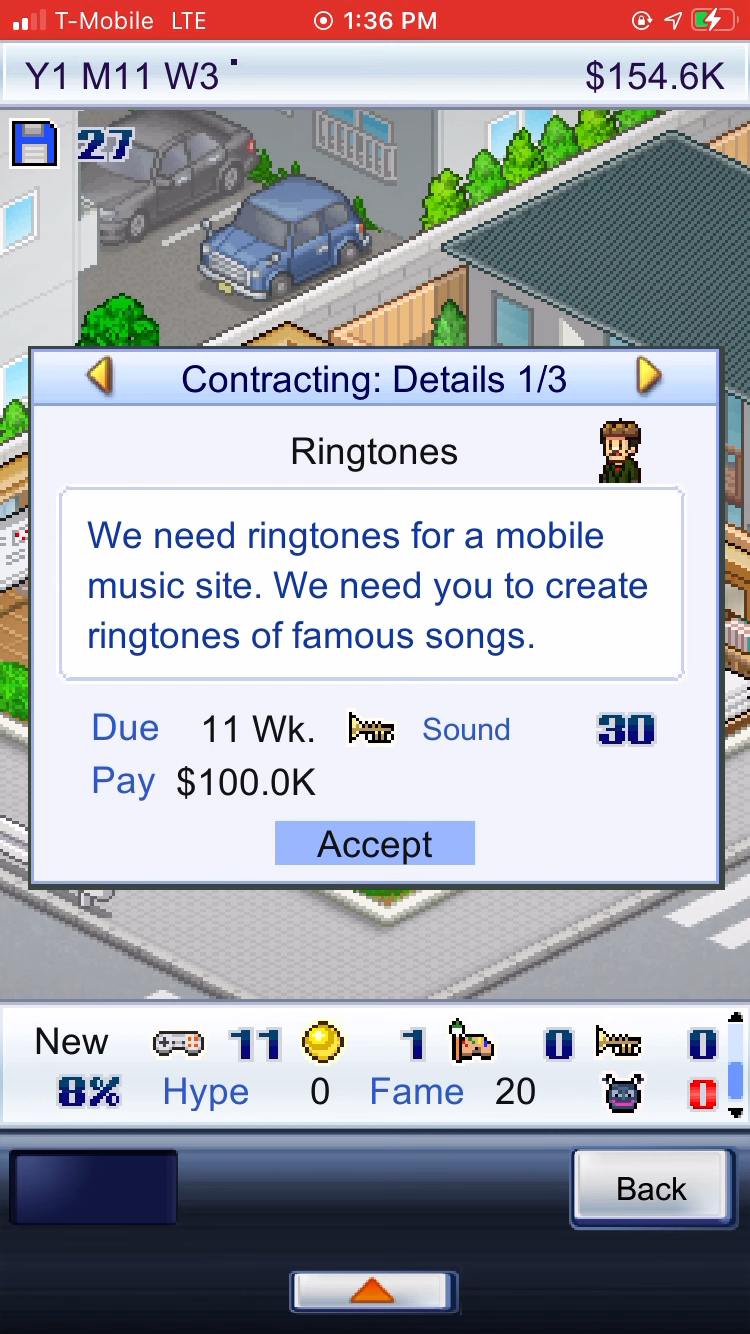 T-Mobile LTE 1:36 PM
Y1 M11 W3 $154.6K
27
Contracting: Details 1/3
Ringtones
We need ringtones for a mobile
music site. We need you to create
ringtones of famous songs.
Due 11 Wk. Sound 30
Pay $100.0K
Accept
New 11 1 0 0
8% Hype 0 Fame 20 0
Back